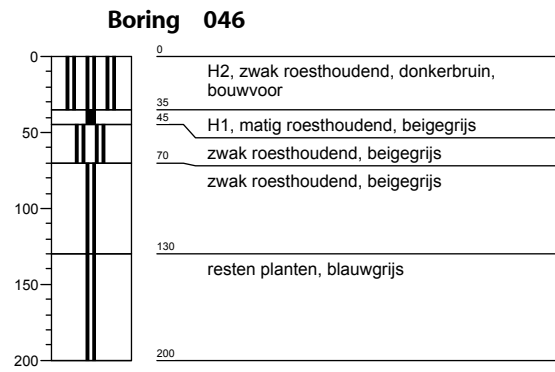 Boring 046
0
0
H2, zwak roesthoudend, donkerbruin,
bouwvoor
35
45
H1, matig roesthoudend, beigegrijs
50
70
zwak roesthoudend, beigegrijs
zwak roesthoudend, beigegrijs
100
130
resten planten, blauwgrijs
150
200
200